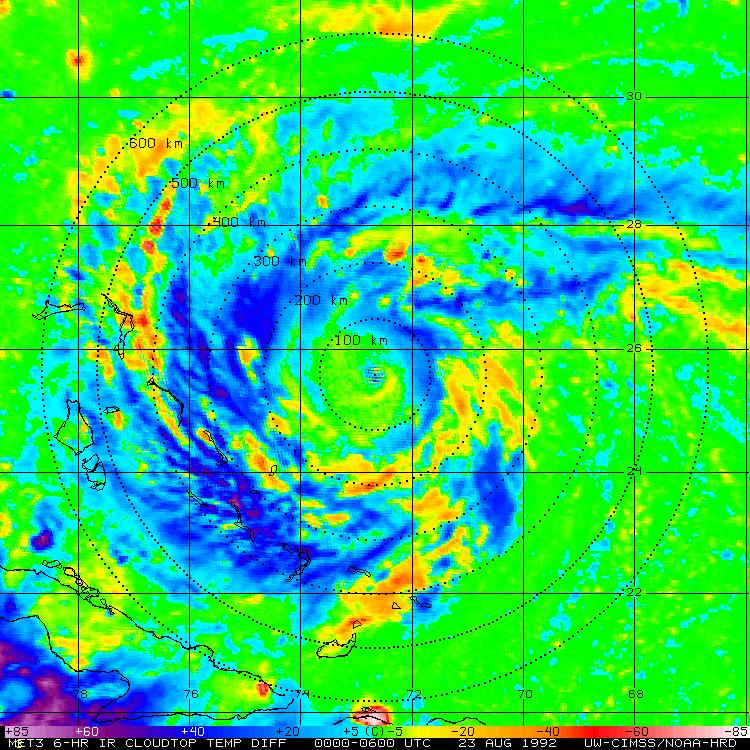 30
600 km
500 km
400 km
28
300 km
200 km
100 km
26
24
22
78 76 74 72 70 68
+85 +60 +40 +20 +5(C)-5 -20 -40 -60 -85
MET3 6-HR IR CLOUDTOP TEMP DIFF 0000-0600 UTC 23 AUG 1992 UW-CIMSS/NOAA-HRD